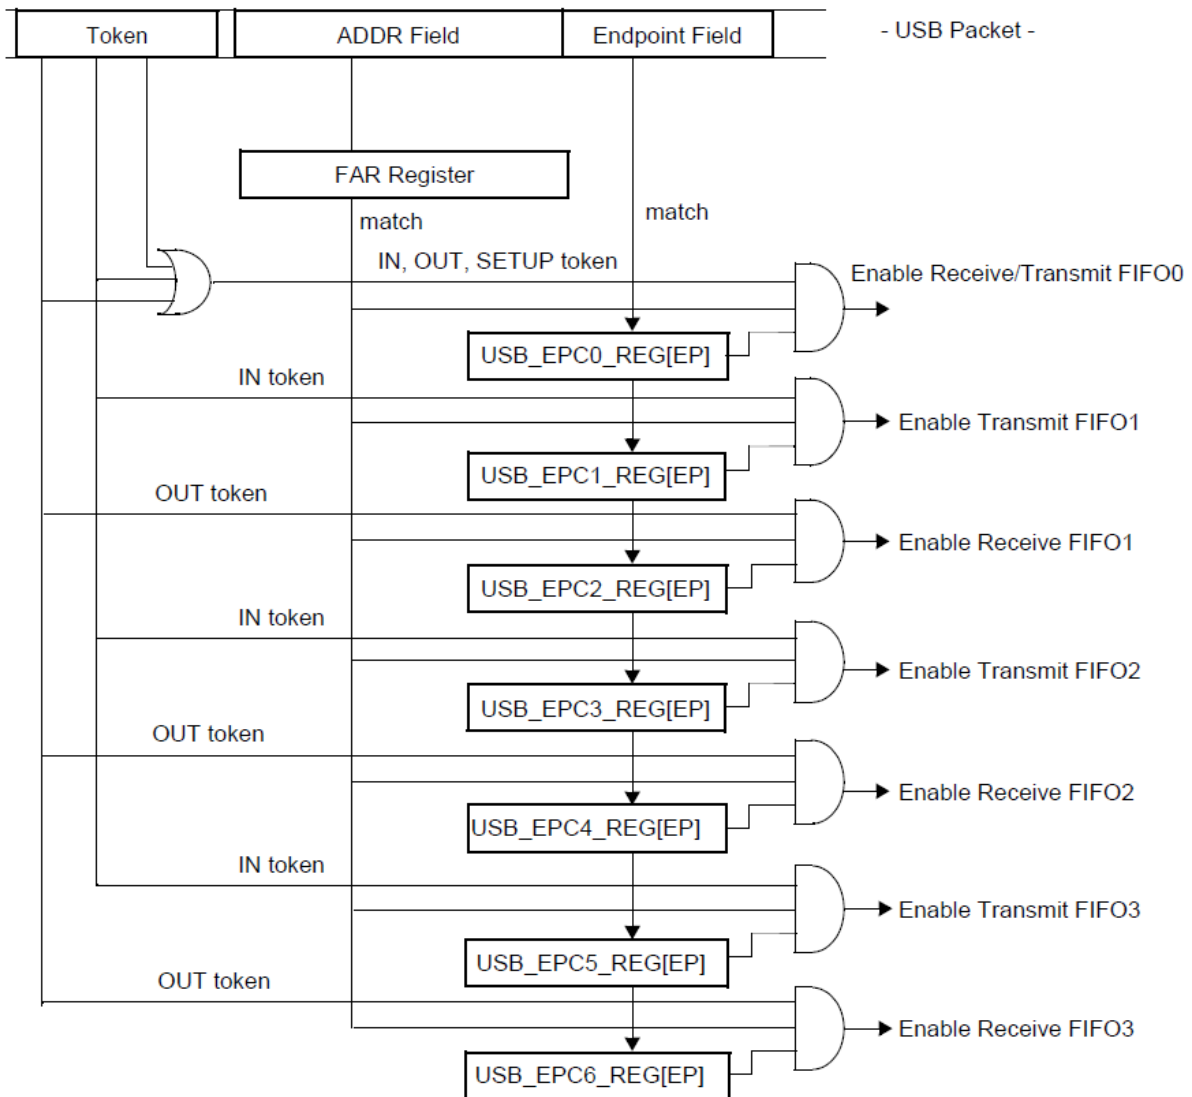 Token
ADDR Field
Endpoint Field
- USB Packet -
FAR Register
match
match
IN, OUT, SETUP token
Enable Receive/Transmit FIFO0
USB_EPC0_REG[EP]
IN token
Enable Transmit FIFO1
USB_EPC1_REG[EP]
OUT token
Enable Receive FIFO1
USB_EPC2_REG[EP]
IN token
Enable Transmit FIFO2
USB_EPC3_REG[EP]
OUT token
Enable Receive FIFO2
USB_EPC4_REG[EP]
IN token
Enable Transmit FIFO3
USB_EPC5_REG[EP]
OUT token
Enable Receive FIFO3
USB_EPC6_REG[EP]